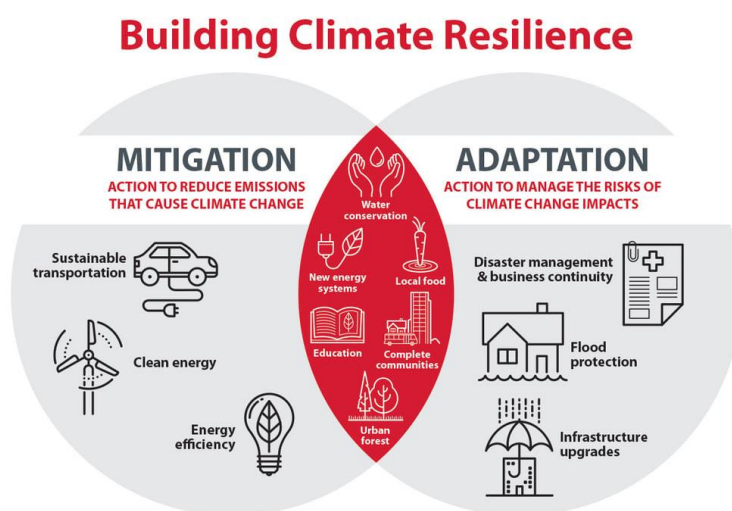 Building Climate Resilience
MITIGATION
ACTION TO REDUCE EMISSIONS
THAT CAUSE CLIMATE CHANGE
Sustainable
transportation
Clean energy
Energy
efficiency
Water
conservation
New energy
systems
Local food
Education
Complete
communities
Urban
forest
ADAPTATION
ACTION TO MANAGE THE RISKS OF
CLIMATE CHANGE IMPACTS
Disaster management
& business continuity
Flood
protection
Infrastructure
upgrades